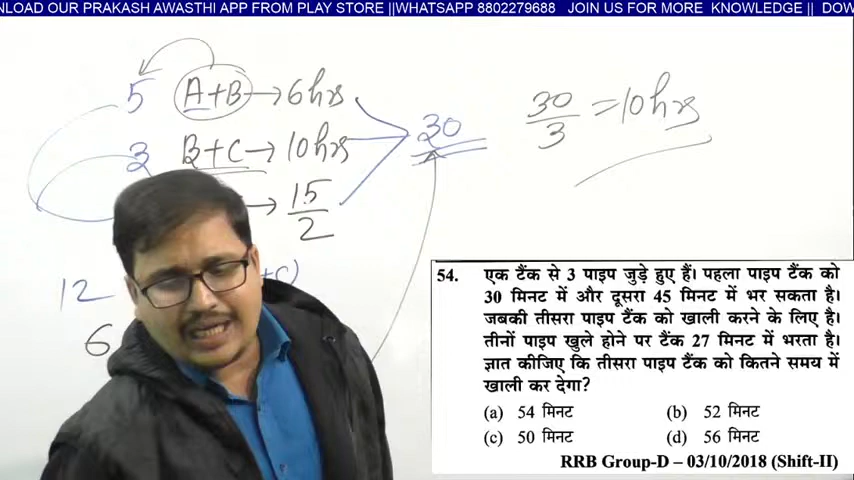 NLOAD OUR PRAKASH AWASTHI APP FROM PLAY STORE ||WHATSAPP 8802279688 JOIN US FOR MORE KNOWLEDGE || DOW
5 A+B → 6hrs
3 B+C → 10hrs
→ 15/2
30
30/3 = 10hrs
12 +C)
6
54. एक टैंक से 3 पाइप जुड़े हुए हैं। पहला पाइप टैंक को
30 मिनट में और दूसरा 45 मिनट में भर सकता है।
जबकी तीसरा पाइप टैंक को खाली करने के लिए है।
तीनों पाइप खुले होने पर टैंक 27 मिनट में भरता है।
ज्ञात कीजिए कि तीसरा पाइप टैंक को कितने समय में
खाली कर देगा?
(a) 54 मिनट (b) 52 मिनट
(c) 50 मिनट (d) 56 मिनट
RRB Group-D – 03/10/2018 (Shift-II)